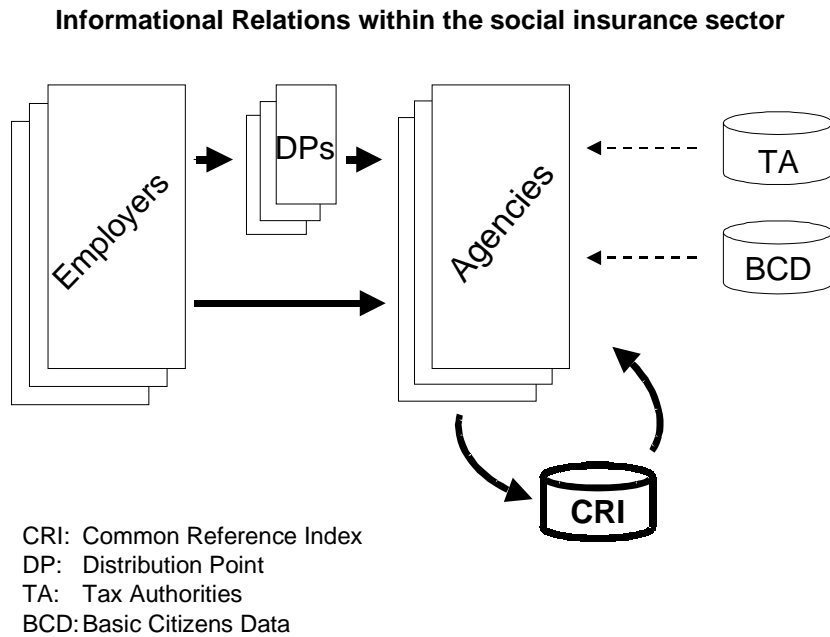 Informational Relations within the social insurance sector
Employers
DPs
Agencies
TA
BCD
CRI
CRI: Common Reference Index
DP: Distribution Point
TA: Tax Authorities
BCD: Basic Citizens Data